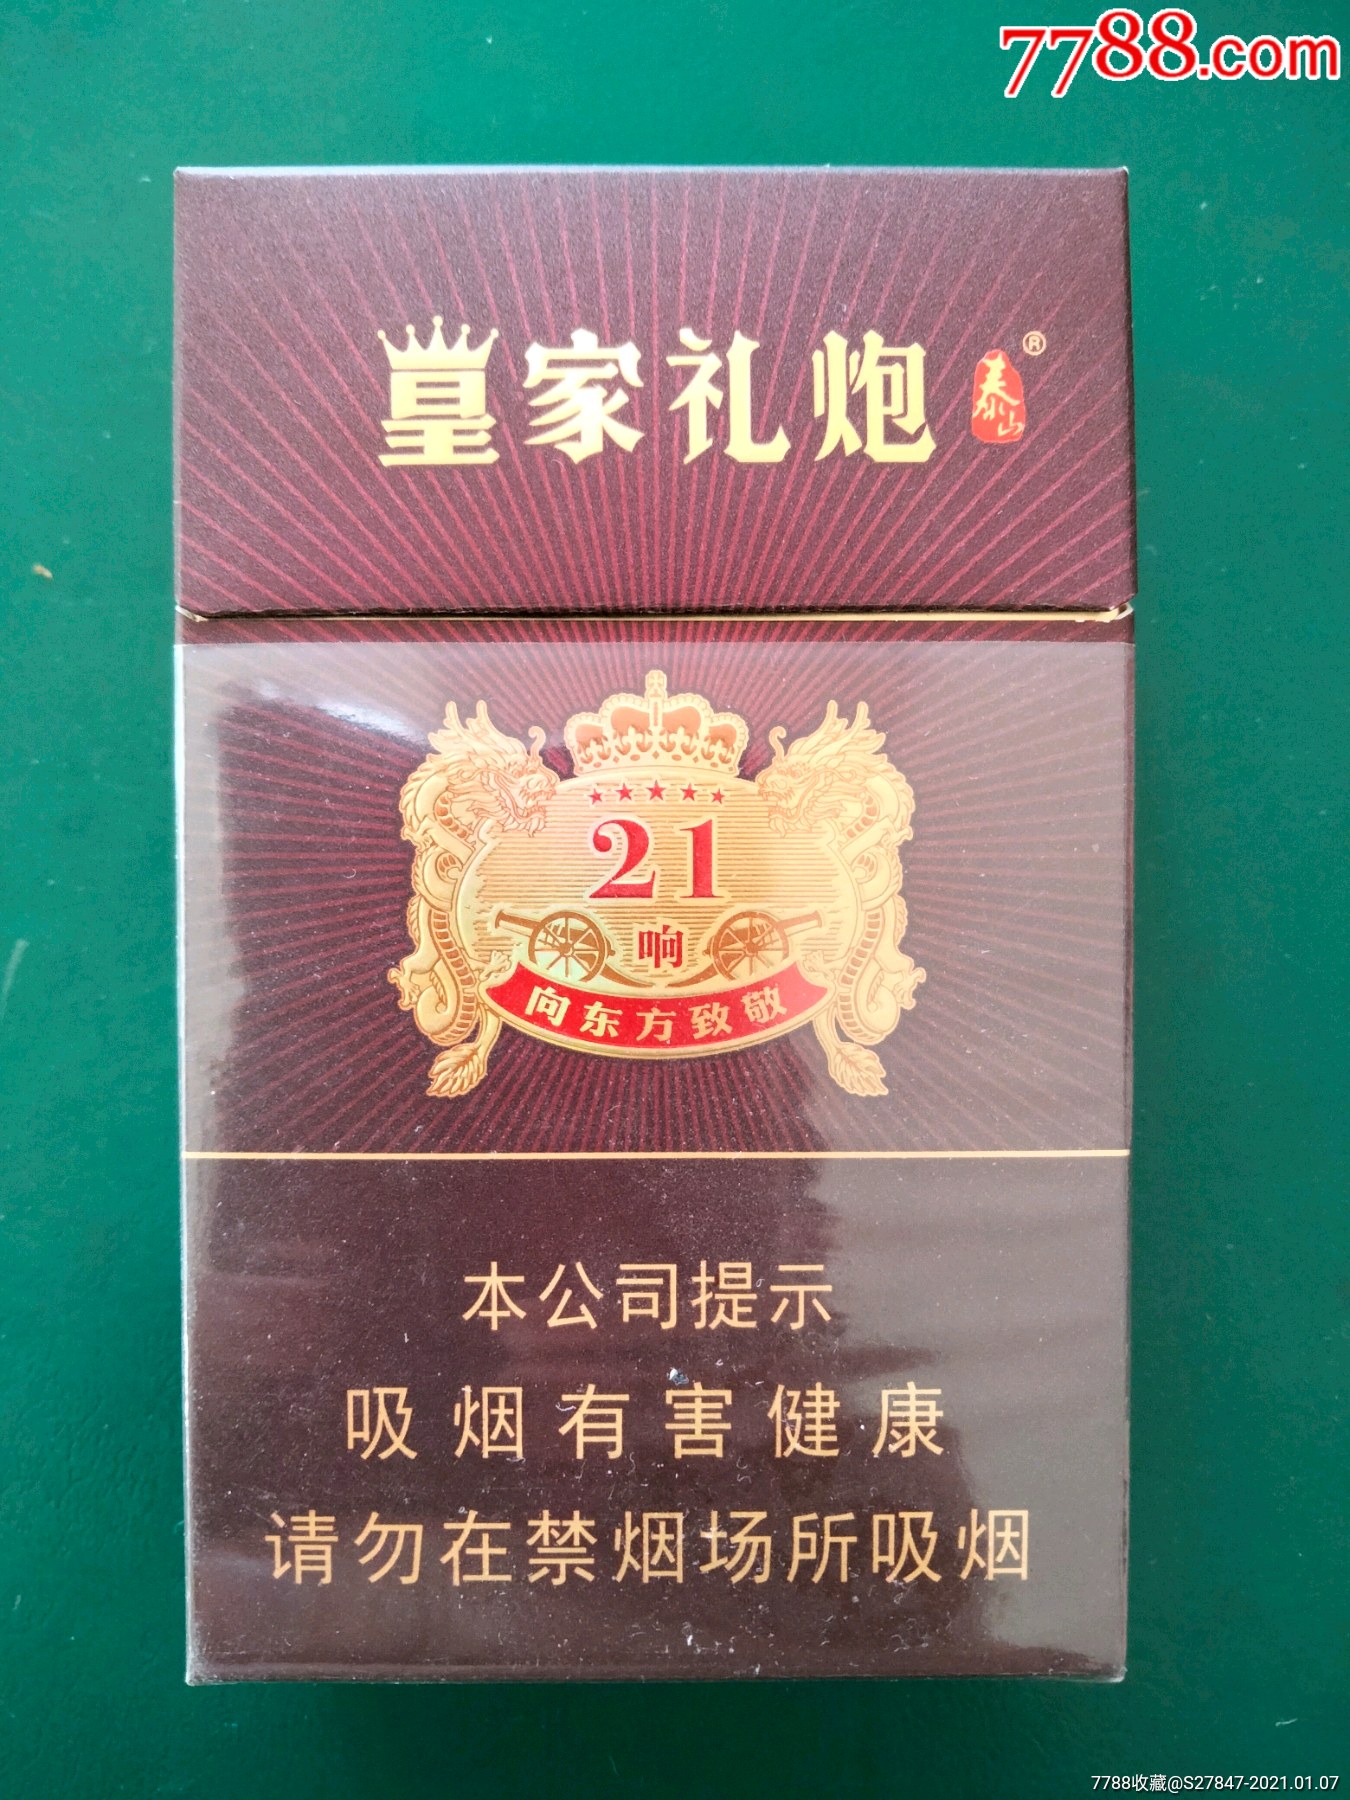 7788.com
皇家礼炮 泰山®
21
响
向东方致敬
本公司提示
吸烟有害健康
请勿在禁烟场所吸烟
7788收藏@S27847-2021.01.07